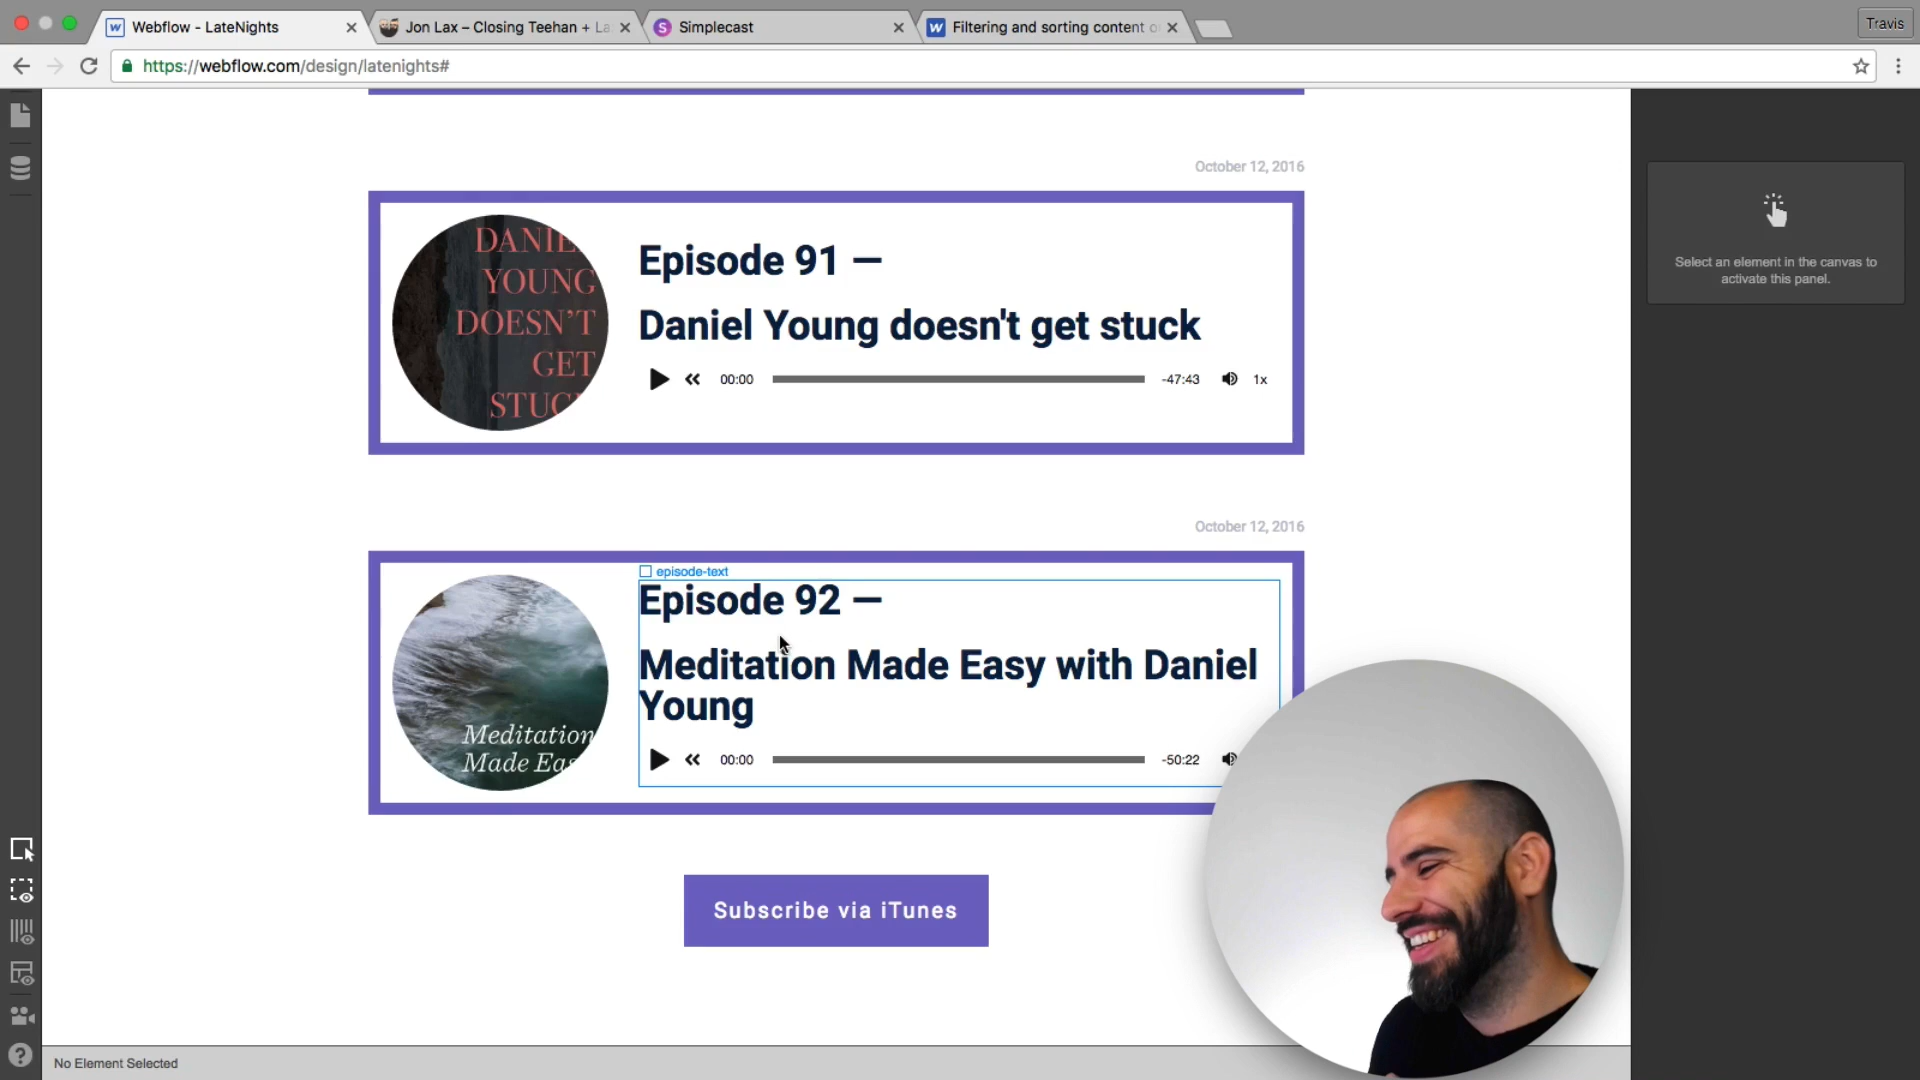 Webflow - LateNights
Jon Lax – Closing Teehan + La
Simplecast
Filtering and sorting content o
Travis
https://webflow.com/design/latenights#
October 12, 2016
DANIE
YOUNG
DOESN'T
GET
STUC
Episode 91 —
Daniel Young doesn't get stuck
00:00
-47:43
1x
Select an element in the canvas to
activate this panel.
October 12, 2016
episode-text
Episode 92 —
Meditation Made Easy with Daniel
Young
Meditation
Made Eas
00:00
-50:22
Subscribe via iTunes
No Element Selected